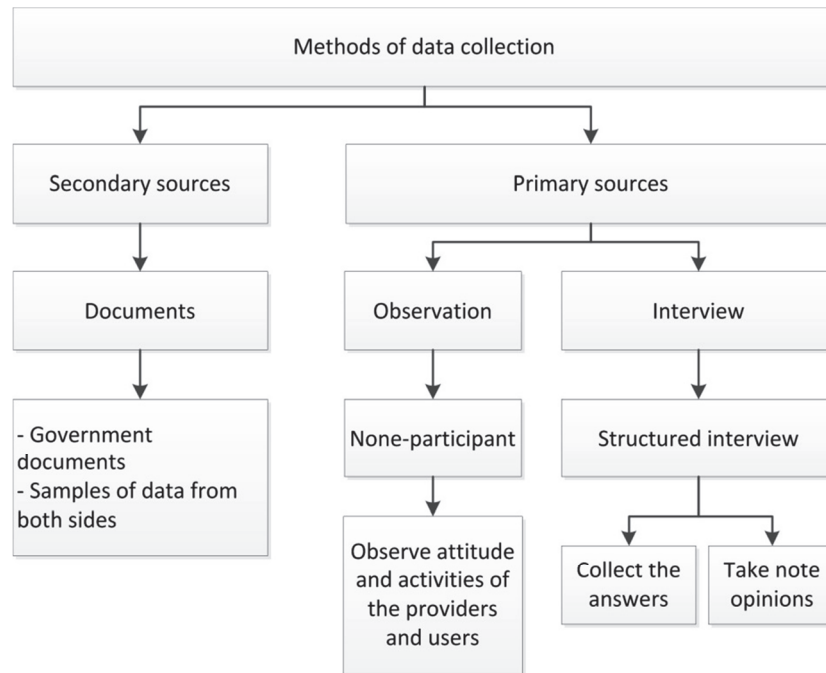 Methods of data collection
Secondary sources
Primary sources
Documents
Observation
Interview
- Government
documents
- Samples of data from
both sides
None-participant
Structured interview
Observe attitude
and activities of
the providers
and users
Collect the
answers
Take note
opinions